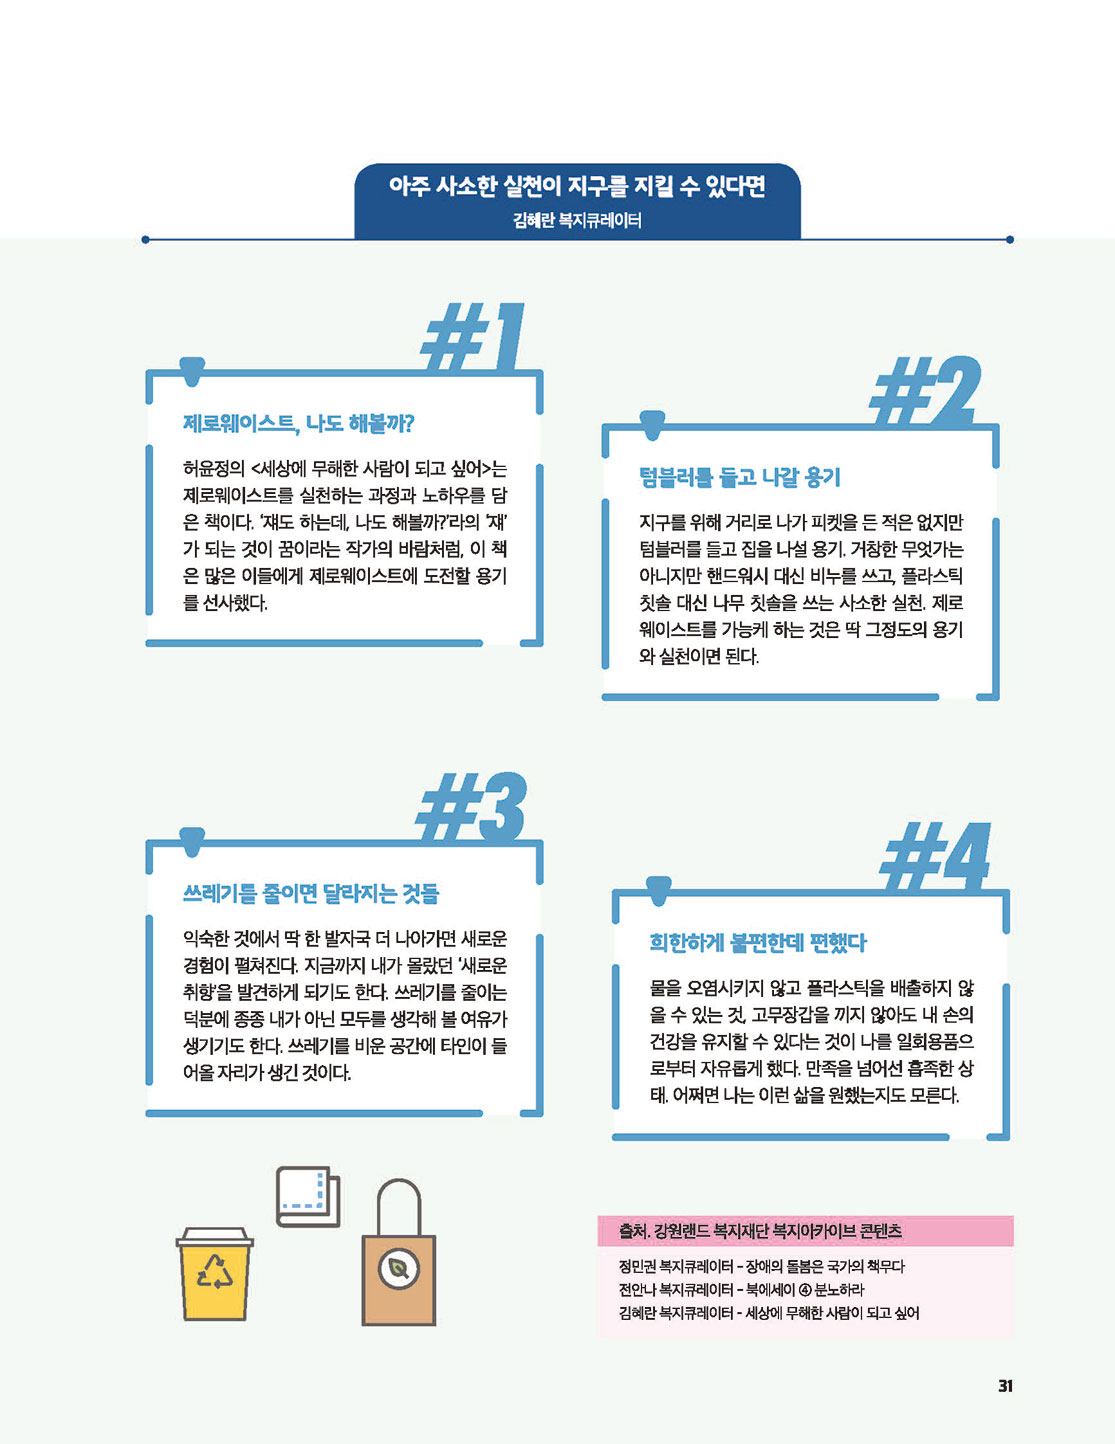 아주 사소한 실천이 지구를 지킬 수 있다면
김혜란 복지큐레이터
#1
제로웨이스트, 나도 해볼까?
허윤정의 <세상에 무해한 사람이 되고 싶어>는
제로웨이스트를 실천하는 과정과 노하우를 담
은 책이다. ‘쟤도 하는데, 나도 해볼까?’라의 ‘쟤’
가 되는 것이 꿈이라는 작가의 바람처럼, 이 책
은 많은 이들에게 제로웨이스트에 도전할 용기
를 선사했다.
#2
텀블러를 들고 나갈 용기
지구를 위해 거리로 나가 피켓을 든 적은 없지만
텀블러를 들고 집을 나설 용기. 거창한 무엇가는
아니지만 핸드워시 대신 비누를 쓰고, 플라스틱
칫솔 대신 나무 칫솔을 쓰는 사소한 실천. 제로
웨이스트를 가능케 하는 것은 딱 그정도의 용기
와 실천이면 된다.
#3
쓰레기를 줄이면 달라지는 것들
익숙한 것에서 딱 한 발자국 더 나아가면 새로운
경험이 펼쳐진다. 지금까지 내가 몰랐던 ‘새로운
취향’을 발견하게 되기도 한다. 쓰레기를 줄이는
덕분에 종종 내가 아닌 모두를 생각해 볼 여유가
생기기도 한다. 쓰레기를 비운 공간에 타인이 들
어올 자리가 생긴 것이다.
#4
희한하게 불편한데 편했다
물을 오염시키지 않고 플라스틱을 배출하지 않
을 수 있는 것, 고무장갑을 끼지 않아도 내 손의
건강을 유지할 수 있다는 것이 나를 일회용품으
로부터 자유롭게 했다. 만족을 넘어선 흡족한 상
태. 어쩌면 나는 이런 삶을 원했는지도 모른다.
출처. 강원랜드 복지재단 복지아카이브 콘텐츠
정민권 복지큐레이터 – 장애의 돌봄은 국가의 책무다
전안나 복지큐레이터 – 북에세이 ④ 분노하라
김혜란 복지큐레이터 – 세상에 무해한 사람이 되고 싶어
31